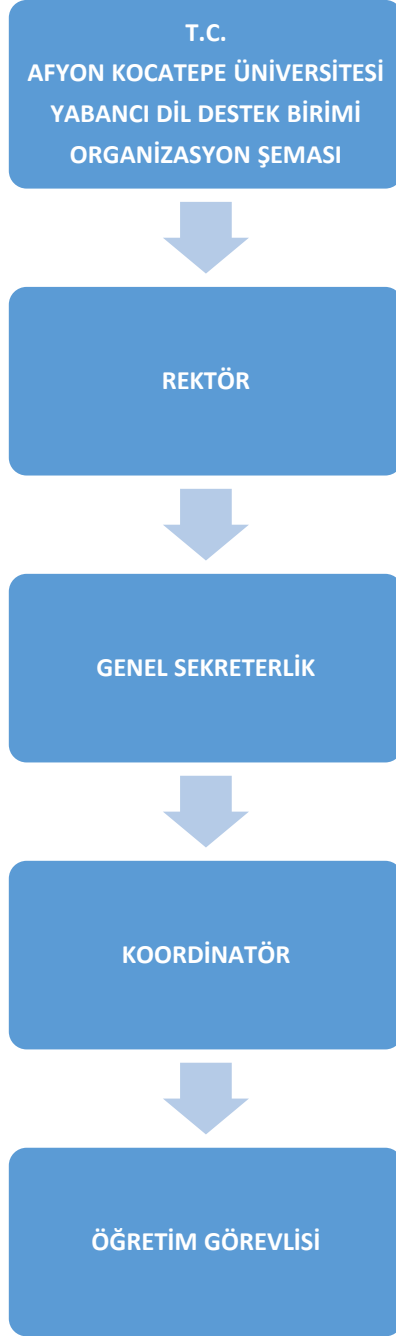 T.C.
AFYON KOCATEPE ÜNİVERSİTESİ
YABANCI DİL DESTEK BİRİMİ
ORGANİZASYON ŞEMASI
REKTÖR
GENEL SEKRETERLİK
KOORDİNATÖR
ÖĞRETİM GÖREVLİSİ